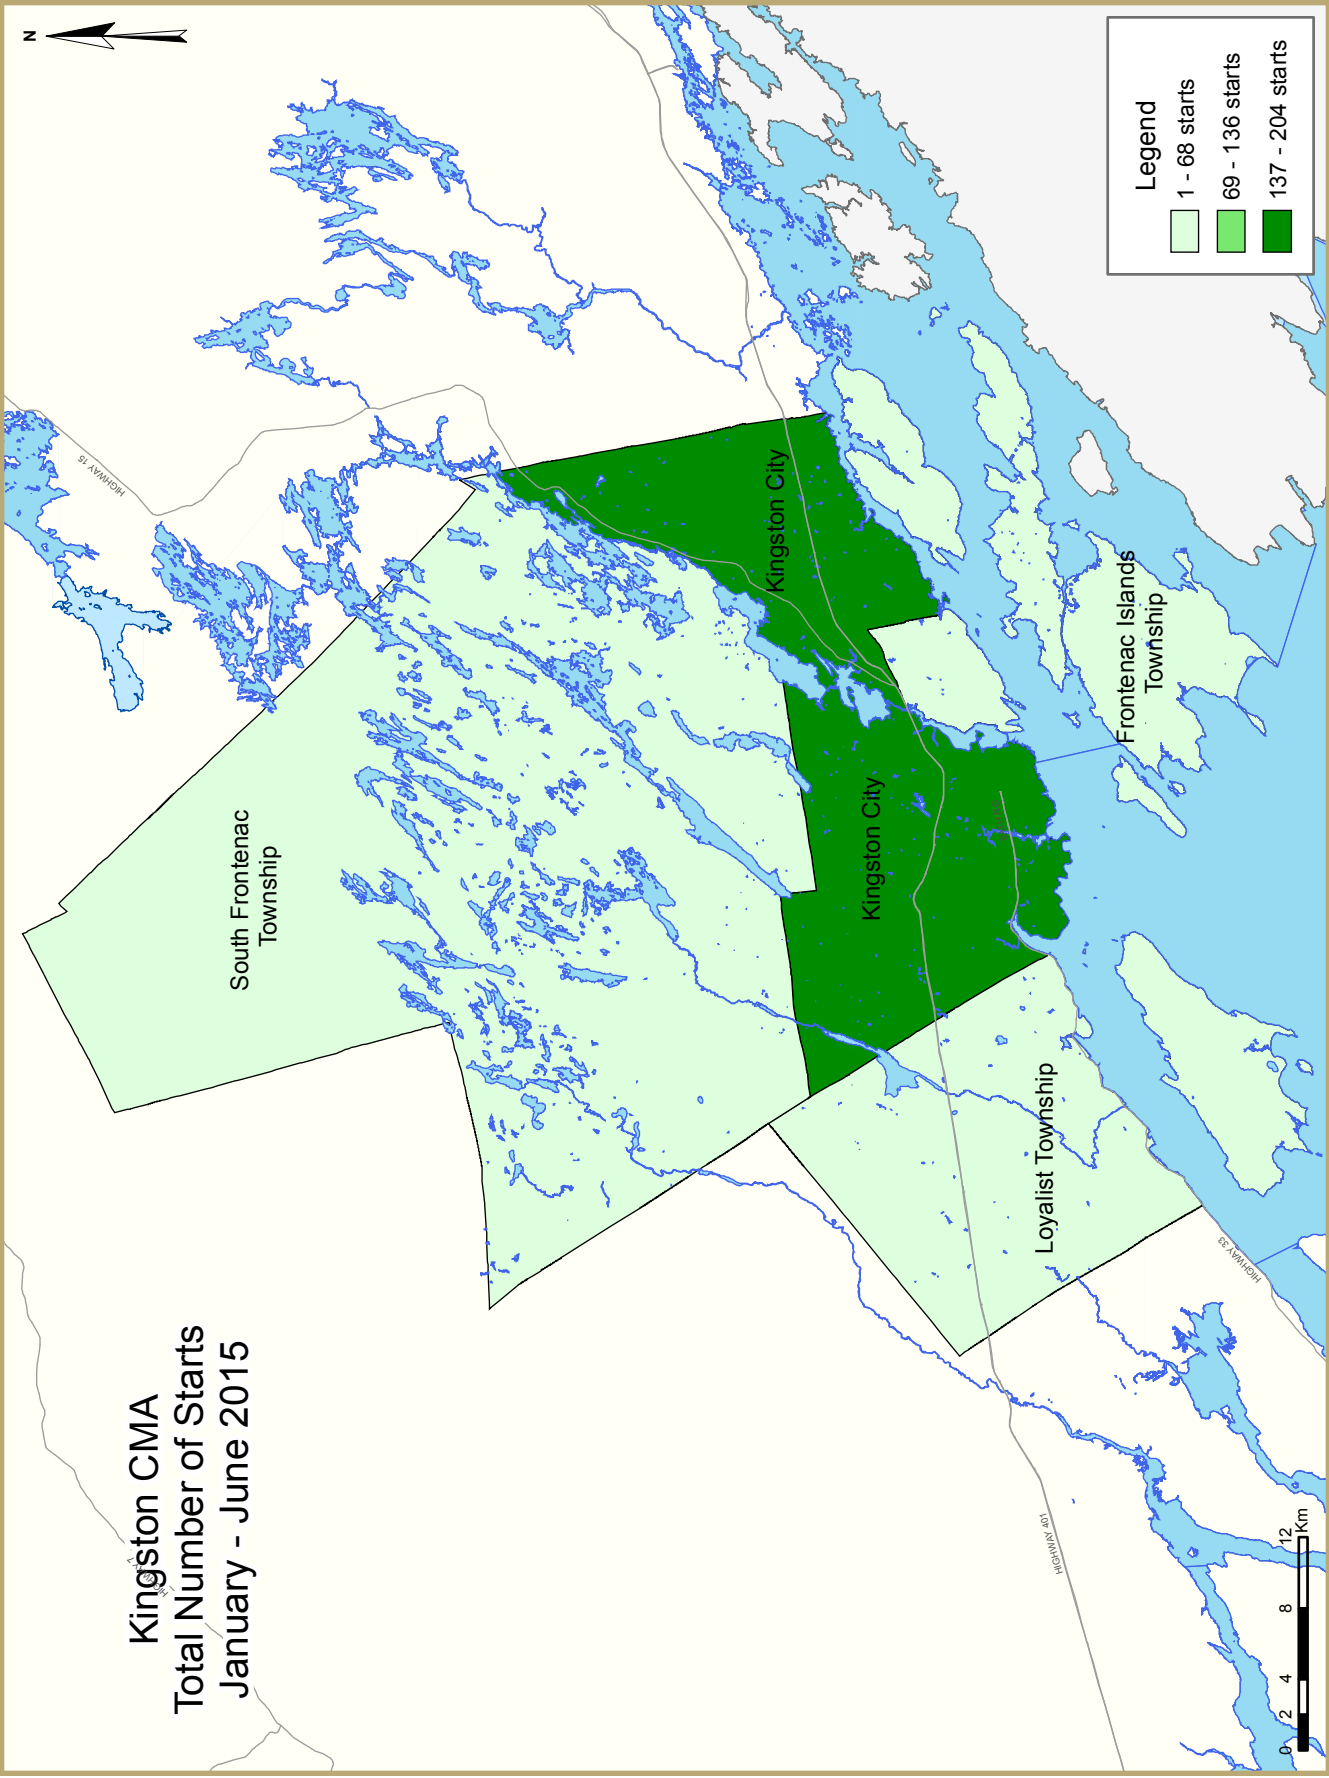 Kingston CMA
Total Number of Starts
January - June 2015
N
HIGHWAY 7
HIGHWAY 15
South Frontenac
Township
Kingston City
Kingston City
Loyalist Township
Frontenac Islands
Township
HIGHWAY 33
HIGHWAY 401
Legend
1 - 68 starts
69 - 136 starts
137 - 204 starts
0 2 4 8 12
Km